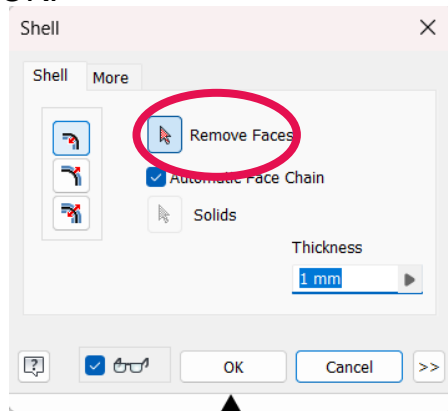 Shell
Shell More
Remove Faces
Automatic Face Chain
Solids
Thickness
1 mm
? OK Cancel >>